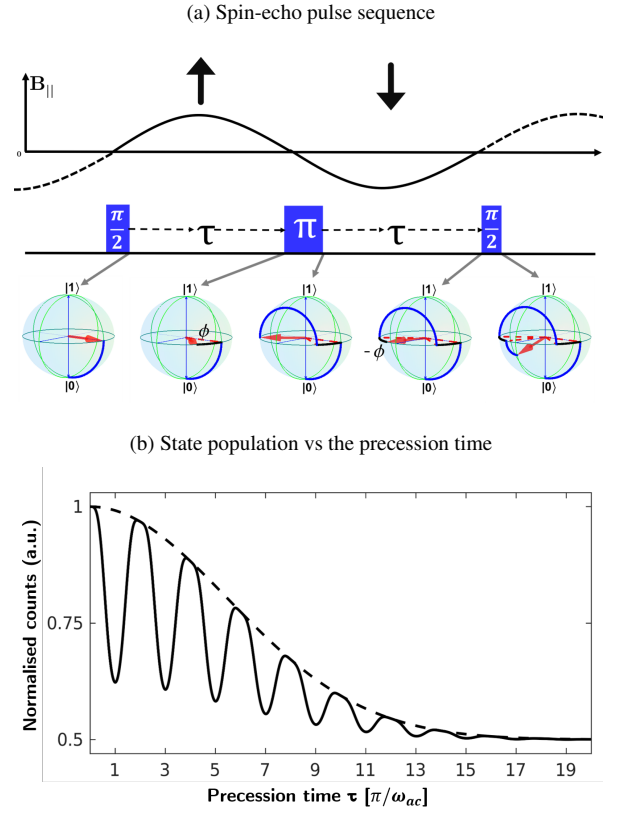 (a) Spin-echo pulse sequence
B||
0
π/2 τ π τ π/2
|1⟩ |1⟩ |1⟩ |1⟩ |1⟩
ϕ
-ϕ
|0⟩ |0⟩ |0⟩ |0⟩ |0⟩
(b) State population vs the precession time
Normalised counts (a.u.)
1
0.75
0.5
1 3 5 7 9 11 13 15 17 19
Precession time τ [π/ωac]